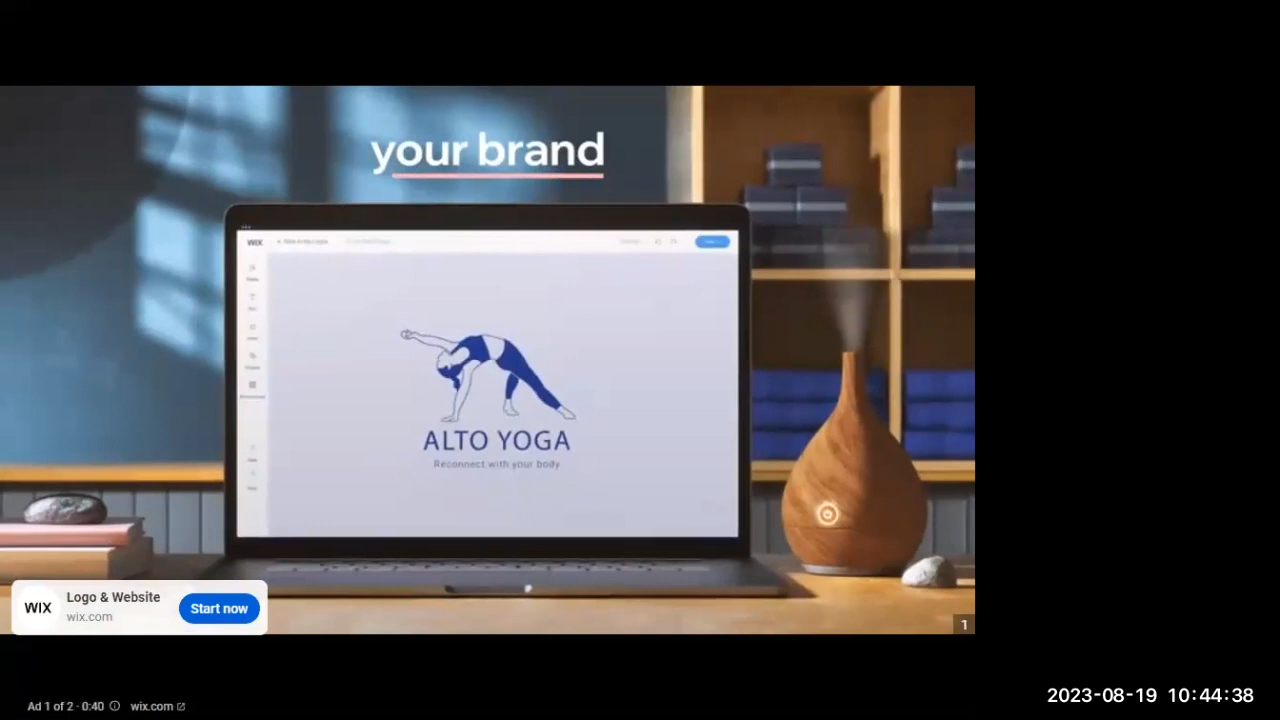 your brand
WIX
ALTO YOGA
Reconnect with your body
WIX
Logo & Website
wix.com
Start now
1
Ad 1 of 2 · 0:40
wix.com
2023-08-19 10:44:38